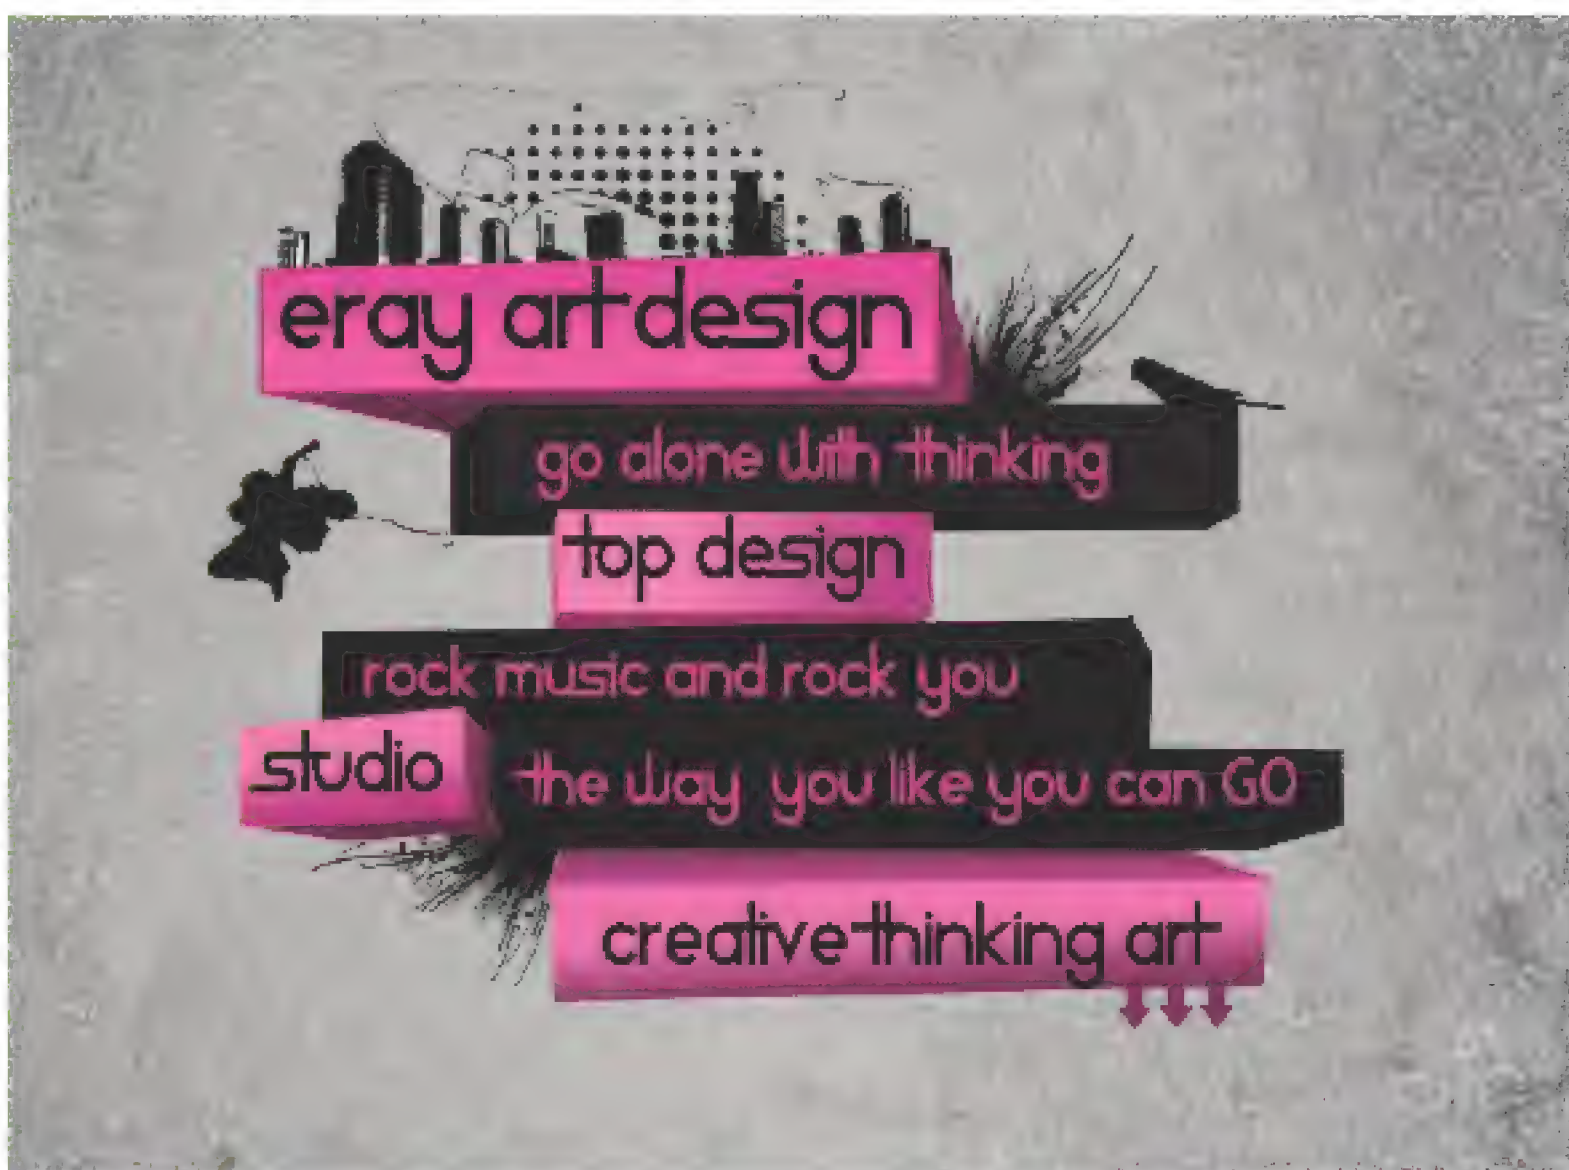 eray art design
go alone with thinking
top design
rock music and rock you
studio
the way you like you can GO
creative thinking art